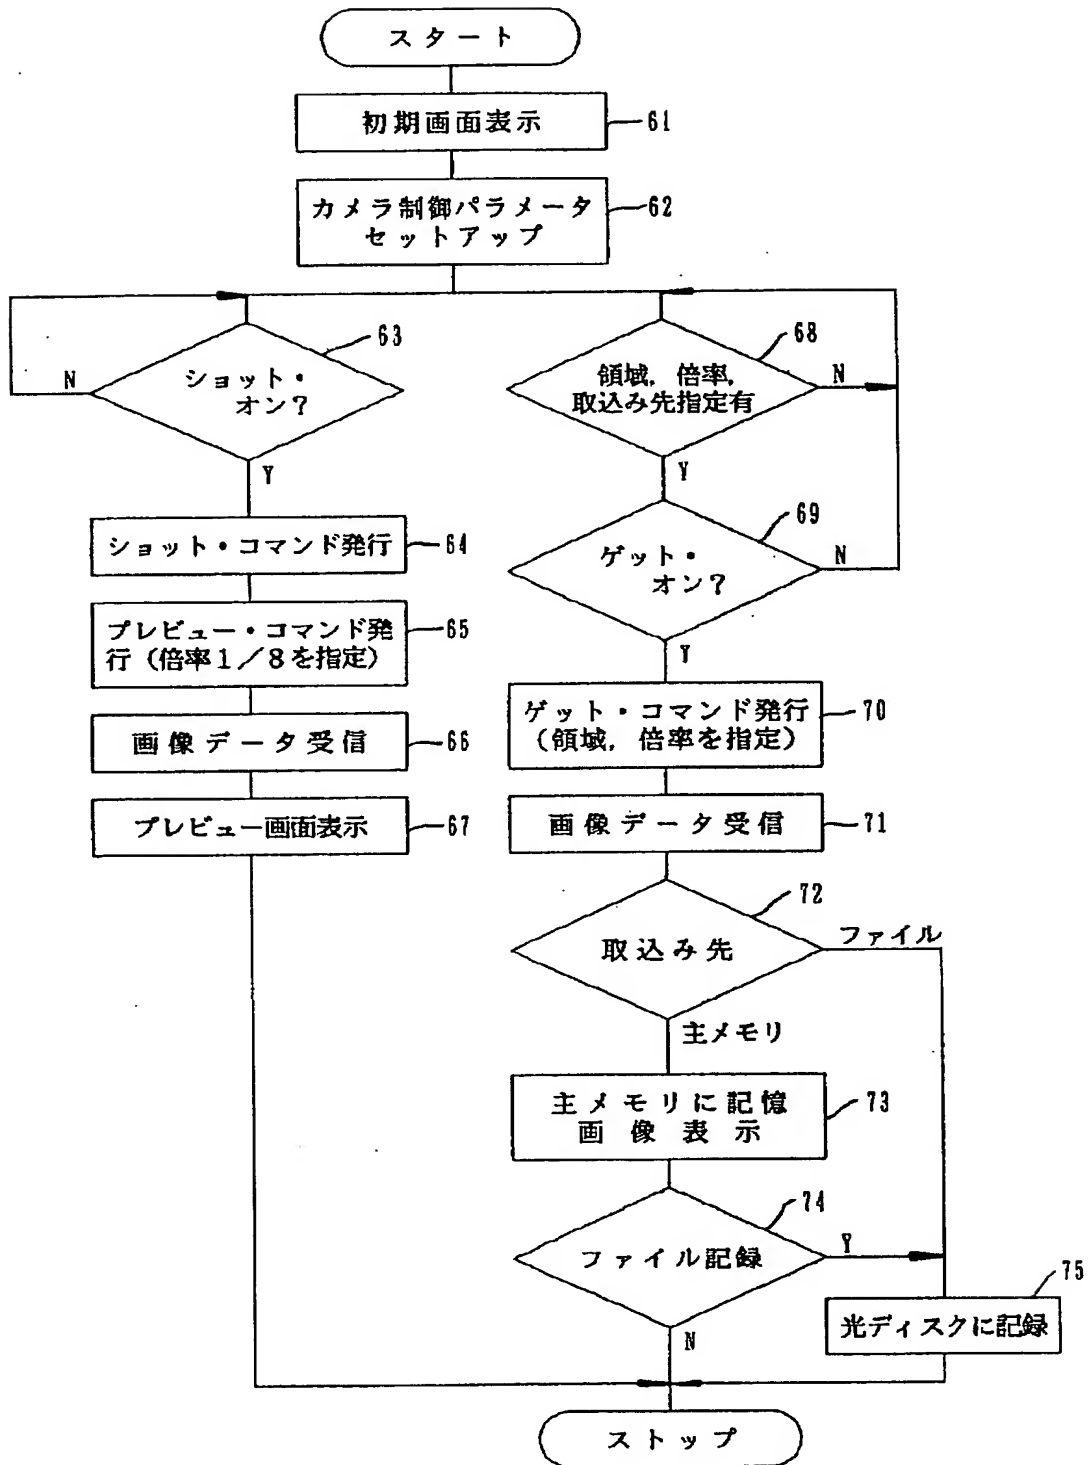 スタート
初期画面表示
61
カメラ制御パラメータ
セットアップ
62
63
ショット・
オン?
N
Y
ショット・コマンド発行
64
プレビュー・コマンド発
行(倍率1/8を指定)
65
画像データ受信
66
プレビュー画面表示
67
68
領域,倍率,
取込み先指定有
N
Y
69
ゲット・
オン?
N
Y
ゲット・コマンド発行
(領域,倍率を指定)
70
画像データ受信
71
72
取込み先
ファイル
主メモリ
主メモリに記憶
画像表示
73
74
ファイル記録
Y
N
75
光ディスクに記録
ストップ